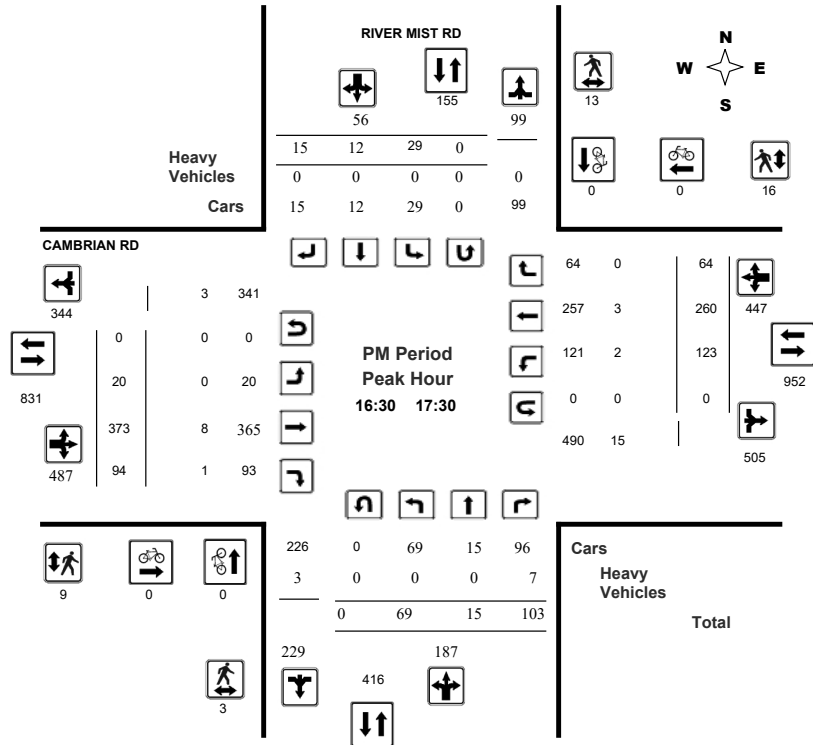 RIVER MIST RD
N
W E
S
155
13
56 99
15 12 29 0
Heavy
Vehicles
0 0 0 0 0
0 0 16
Cars 15 12 29 0 99
CAMBRIAN RD
64 0 64
3 341
344
257 3 260 447
0 0 0
PM Period
Peak Hour
16:30 17:30
121 2 123
952
20 0 20
831
0 0 0
373 8 365
490 15
505
487
94 1 93
226 0 69 15 96
Cars
3 0 0 0 7
Heavy
Vehicles
9 0 0
0 69 15 103
Total
229 187
416
3